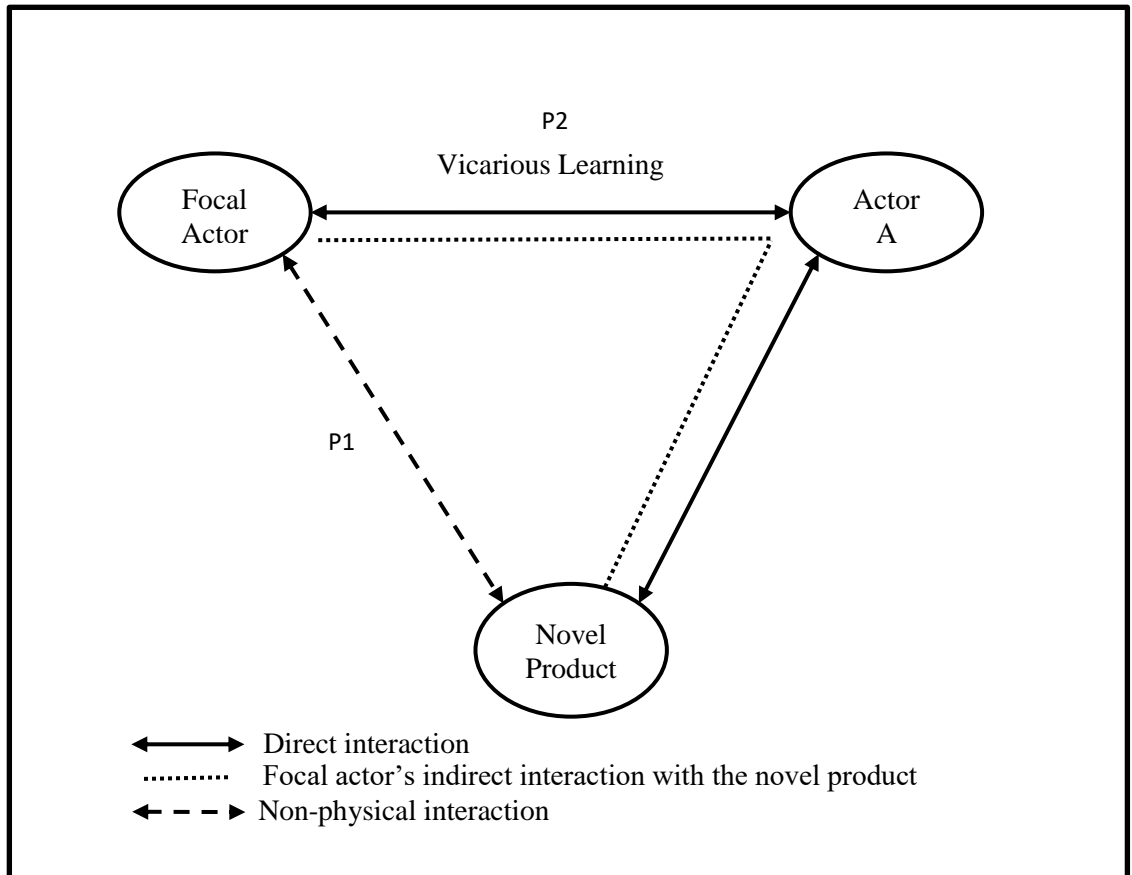 P2
Vicarious Learning
Focal
Actor
Actor
A
P1
Novel
Product
Direct interaction
Focal actor’s indirect interaction with the novel product
Non-physical interaction